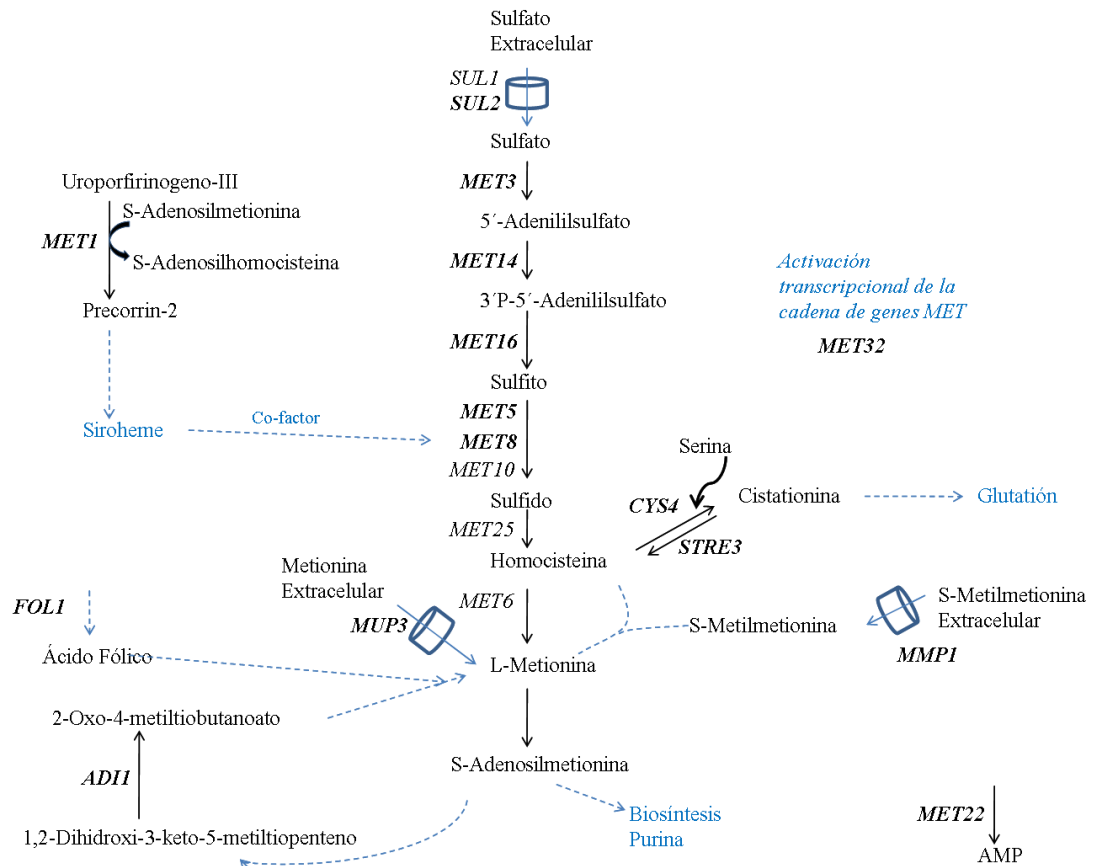 Sulfato
Extracelular
SUL1
SUL2
Sulfato
MET3
5´-Adenililsulfato
MET14
3´P-5´-Adenililsulfato
MET16
Sulfito
MET5
MET8
MET10
Sulfido
MET25
Homocisteina
MET6
L-Metionina
S-Adenosilmetionina
Biosíntesis
Purina
Uroporfirinogeno-III
S-Adenosilmetionina
MET1
S-Adenosilhomocisteina
Precorrin-2
Siroheme
Co-factor
Activación
transcripcional de la
cadena de genes MET
MET32
Serina
CYS4
Cistationina
Glutatión
STRE3
Metionina
Extracelular
MUP3
S-Metilmetionina
S-Metilmetionina
Extracelular
MMP1
FOL1
Ácido Fólico
2-Oxo-4-metiltiobutanoato
ADI1
1,2-Dihidroxi-3-keto-5-metiltiopenteno
MET22
AMP